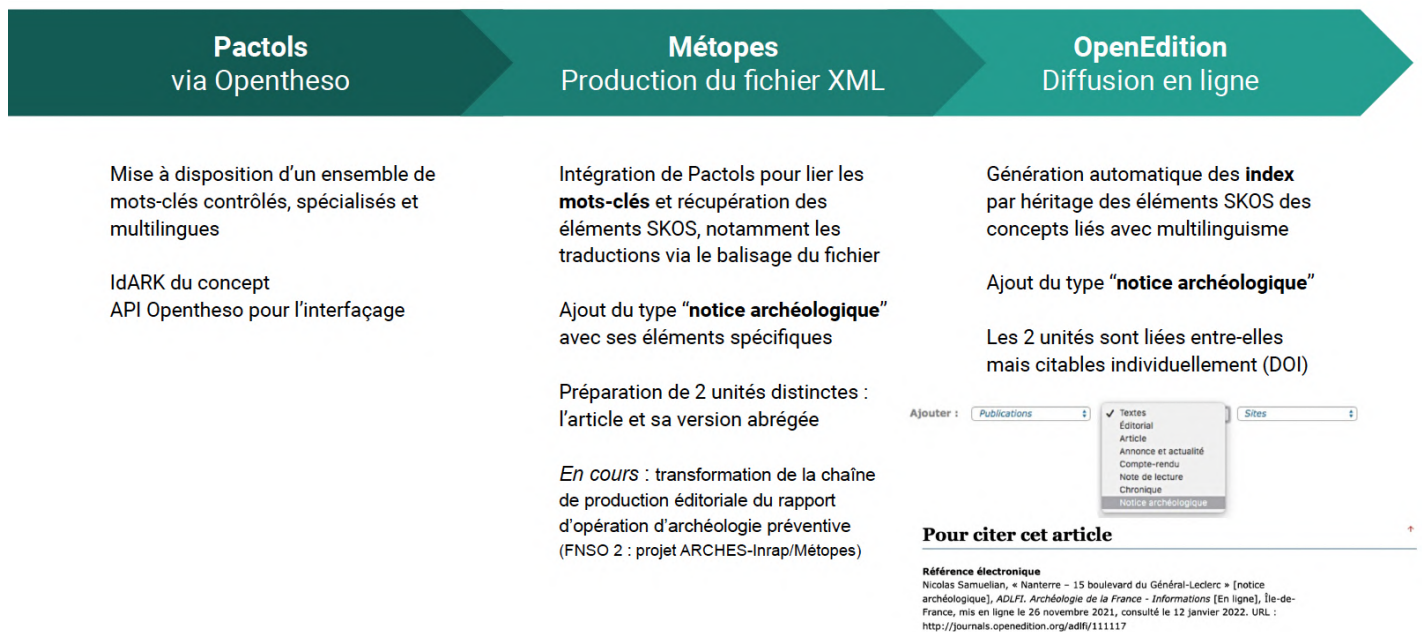 Pactols
via Opentheso
Métopes
Production du fichier XML
OpenEdition
Diffusion en ligne
Mise à disposition d’un ensemble de
mots-clés contrôlés, spécialisés et
multilingues
IdARK du concept
API Opentheso pour l’interfaçage
Intégration de Pactols pour lier les
mots-clés et récupération des
éléments SKOS, notamment les
traductions via le balisage du fichier
Ajout du type “notice archéologique”
avec ses éléments spécifiques
Préparation de 2 unités distinctes :
l’article et sa version abrégée
En cours : transformation de la chaîne
de production éditoriale du rapport
d’opération d’archéologie préventive
(FNSO 2 : projet ARCHES-Inrap/Métopes)
Génération automatique des index
par héritage des éléments SKOS des
concepts liés avec multilinguisme
Ajout du type “notice archéologique”
Les 2 unités sont liées entre-elles
mais citables individuellement (DOI)
Ajouter : Publications
✓ Textes
Éditorial
Article
Annonce et actualité
Compte-rendu
Note de lecture
Chronique
Notice archéologique
Sites
Pour citer cet article
Référence électronique
Nicolas Samuelian, « Nanterre – 15 boulevard du Général-Leclerc » [notice
archéologique], ADLFI. Archéologie de la France - Informations [En ligne], Île-de-
France, mis en ligne le 26 novembre 2021, consulté le 12 janvier 2022. URL :
http://journals.openedition.org/adlfi/111117